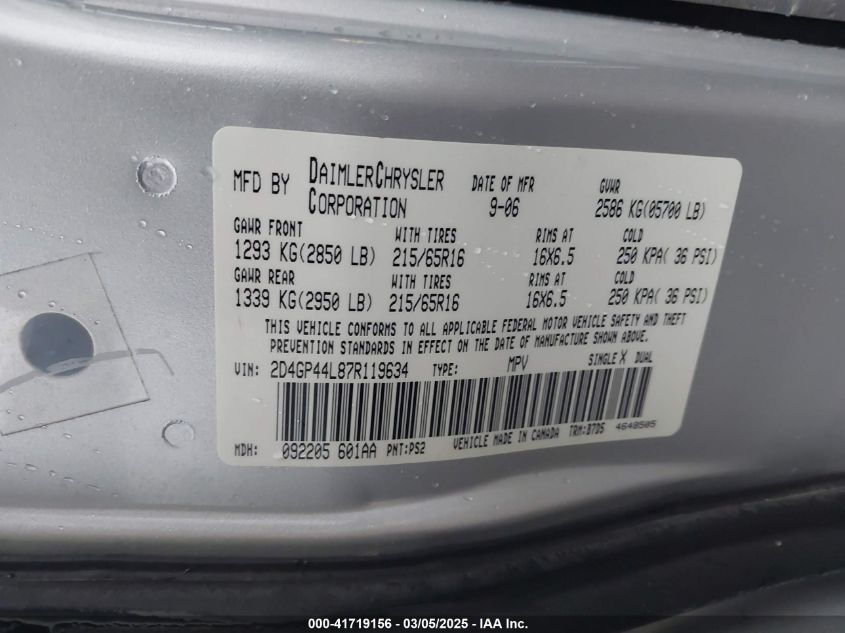 MFD BY DAIMLERCHRYSLER CORPORATION DATE OF MFR 9-06 GVWR 2586 KG(05700 LB)
GAWR FRONT WITH TIRES RIMS AT COLD
1293 KG(2850 LB) 215/65R16 16X6.5 250 KPA( 36 PSI)
GAWR REAR WITH TIRES RIMS AT COLD
1339 KG(2950 LB) 215/65R16 16X6.5 250 KPA( 36 PSI)
THIS VEHICLE CONFORMS TO ALL APPLICABLE FEDERAL MOTOR VEHICLE SAFETY AND THEFT
PREVENTION STANDARDS IN EFFECT ON THE DATE OF MANUFACTURE SHOWN ABOVE.
VIN: 2D4GP44L87R119634 TYPE: MPV SINGLE X DUAL
MDH: 092205 601AA PNT:PS2 VEHICLE MADE IN CANADA TRM:B7D5 4648505
000-41719156 - 03/05/2025 - IAA Inc.